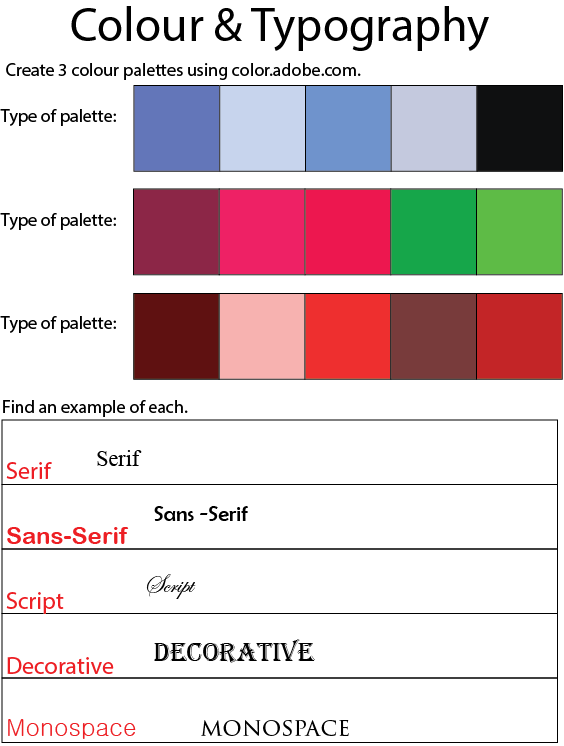 Colour & Typography
Create 3 colour palettes using color.adobe.com.
Type of palette:
Type of palette:
Type of palette:
Find an example of each.
Serif Serif
Sans-Serif Sans -Serif
Script Script
Decorative DECORATIVE
Monospace MONOSPACE